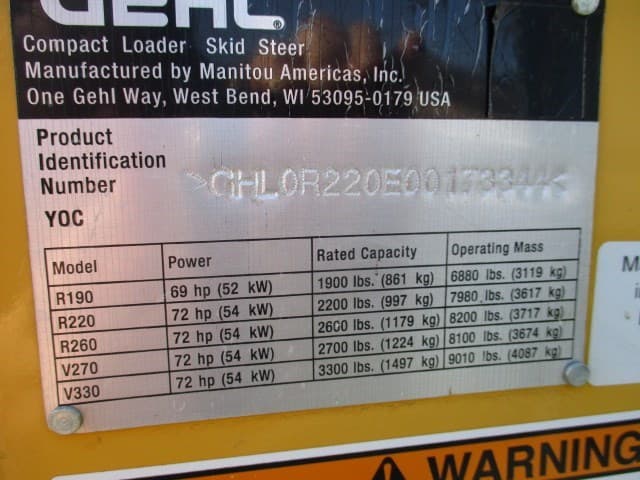 GEHL®
Compact Loader Skid Steer
Manufactured by Manitou Americas, Inc.
One Gehl Way, West Bend, WI 53095-0179 USA
Product
Identification
Number >GHL0R220E00173344<
YOC
Model Power Rated Capacity Operating Mass
R190 69 hp (52 kW) 1900 lbs. (861 kg) 6880 lbs. (3119 kg)
R220 72 hp (54 kW) 2200 lbs. (997 kg) 7980 lbs. (3617 kg)
R260 72 hp (54 kW) 2600 lbs. (1179 kg) 8200 lbs. (3717 kg)
V270 72 hp (54 kW) 2700 lbs. (1224 kg) 8100 lbs. (3674 kg)
V330 72 hp (54 kW) 3300 lbs. (1497 kg) 9010 lbs. (4087 kg)
WARNING